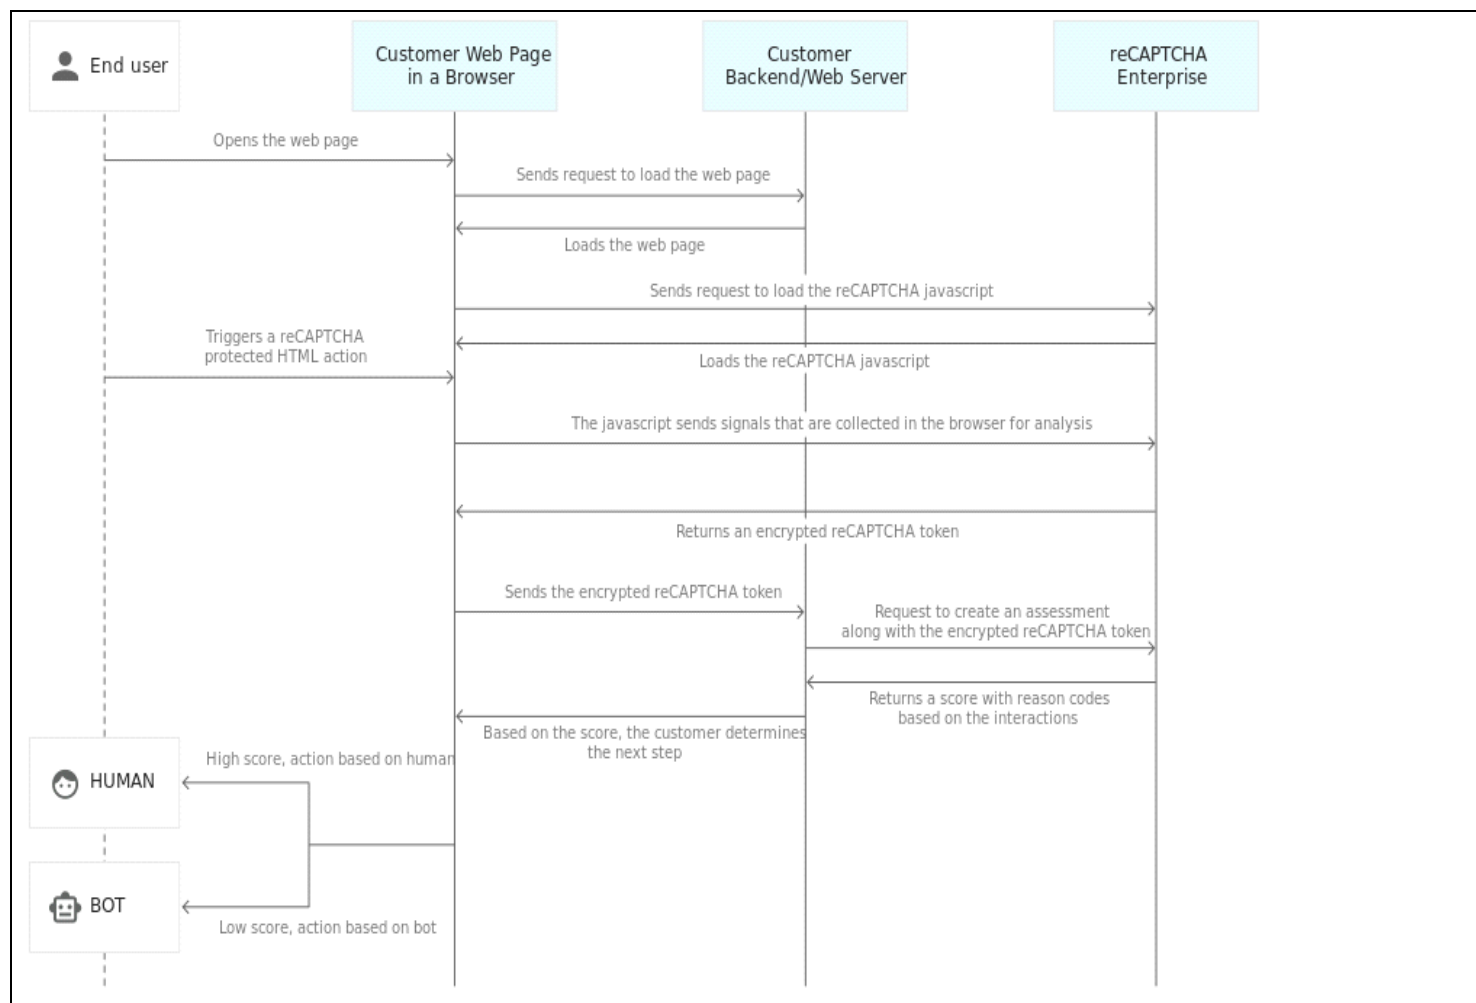 End user
Customer Web Page
in a Browser
Customer
Backend/Web Server
reCAPTCHA
Enterprise
Opens the web page
Sends request to load the web page
Loads the web page
Sends request to load the reCAPTCHA javascript
Triggers a reCAPTCHA
protected HTML action
Loads the reCAPTCHA javascript
The javascript sends signals that are collected in the browser for analysis
Returns an encrypted reCAPTCHA token
Sends the encrypted reCAPTCHA token
Request to create an assessment
along with the encrypted reCAPTCHA token
Returns a score with reason codes
based on the interactions
Based on the score, the customer determines
the next step
High score, action based on human
HUMAN
BOT
Low score, action based on bot